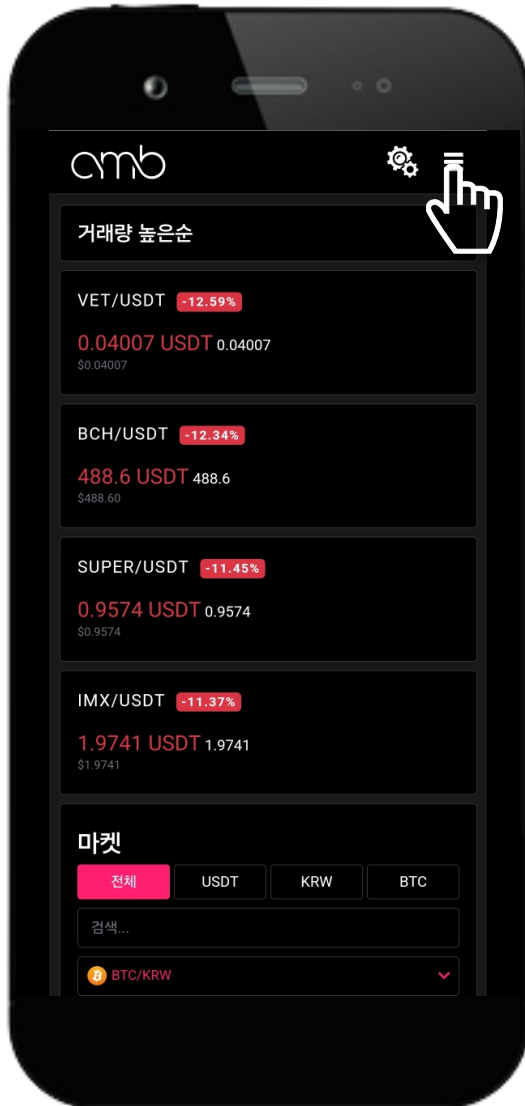 amb
거래량 높은순
VET/USDT -12.59%
0.04007 USDT 0.04007
$0.04007
BCH/USDT -12.34%
488.6 USDT 488.6
$488.60
SUPER/USDT -11.45%
0.9574 USDT 0.9574
$0.9574
IMX/USDT -11.37%
1.9741 USDT 1.9741
$1.9741
마켓
전체 USDT KRW BTC
검색...
BTC/KRW